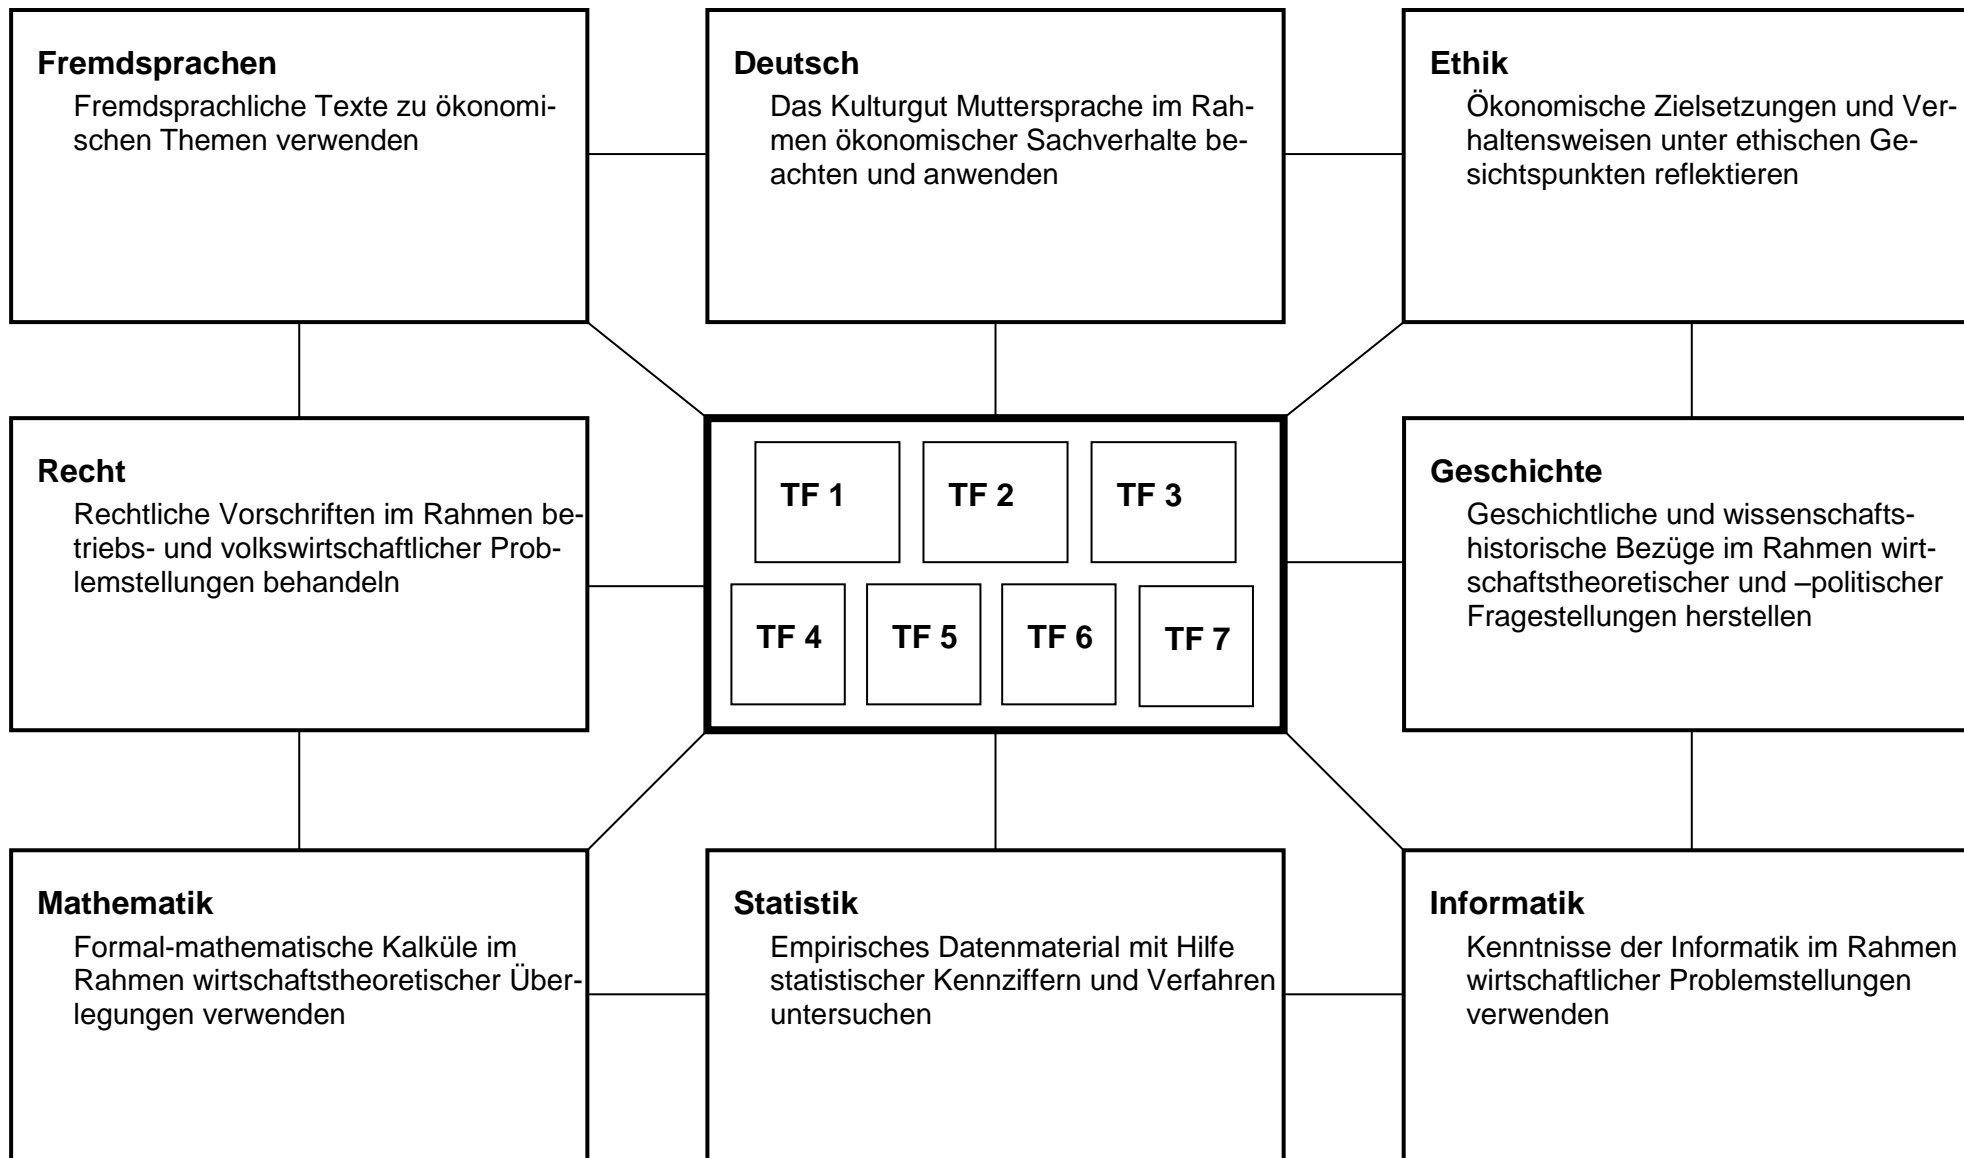 Fremdsprachen
Fremdsprachliche Texte zu ökonomi-
schen Themen verwenden
Deutsch
Das Kulturgut Muttersprache im Rah-
men ökonomischer Sachverhalte be-
achten und anwenden
Ethik
Ökonomische Zielsetzungen und Ver-
haltensweisen unter ethischen Ge-
sichtspunkten reflektieren
Recht
Rechtliche Vorschriften im Rahmen be-
triebs- und volkswirtschaftlicher Prob-
lemstellungen behandeln
TF 1
TF 2
TF 3
TF 4
TF 5
TF 6
TF 7
Geschichte
Geschichtliche und wissenschafts-
historische Bezüge im Rahmen wirt-
schaftstheoretischer und –politischer
Fragestellungen herstellen
Mathematik
Formal-mathematische Kalküle im
Rahmen wirtschaftstheoretischer Über-
legungen verwenden
Statistik
Empirisches Datenmaterial mit Hilfe
statistischer Kennziffern und Verfahren
untersuchen
Informatik
Kenntnisse der Informatik im Rahmen
wirtschaftlicher Problemstellungen
verwenden